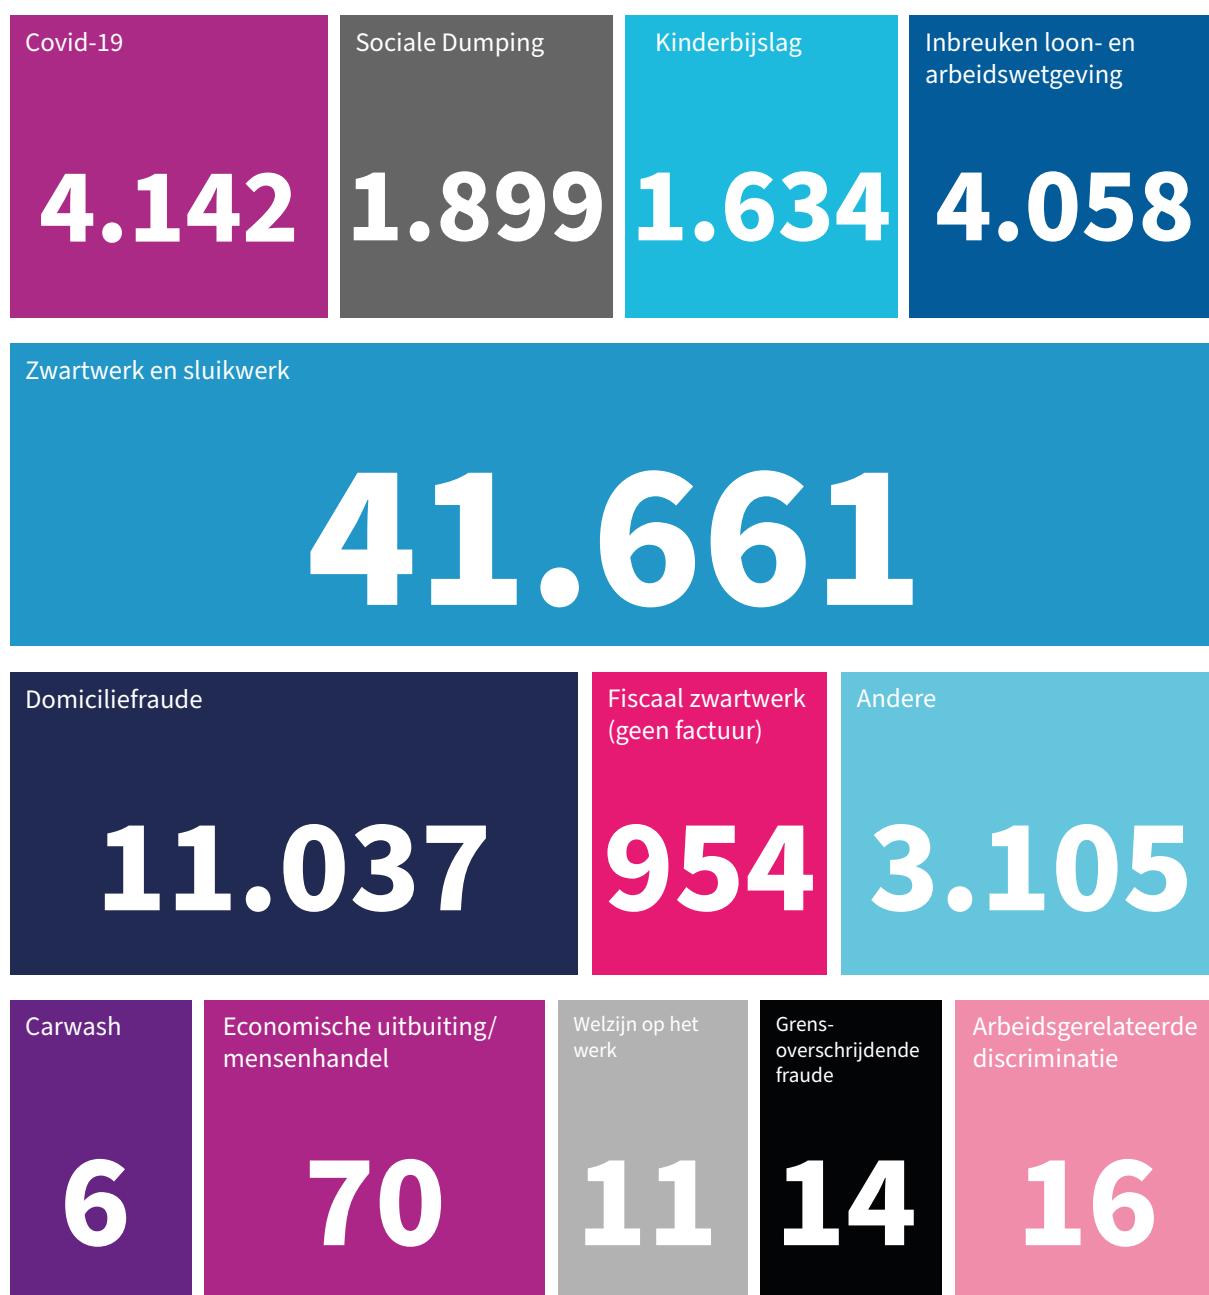 Covid-19
4.142
Sociale Dumping
1.899
Kinderbijslag
1.634
Inbreuken loon- en
arbeidswetgeving
4.058
Zwartwerk en sluikwerk
41.661
Domiciliefraude
11.037
Fiscaal zwartwerk
(geen factuur)
954
Andere
3.105
Carwash
6
Economische uitbuiting/
mensenhandel
70
Welzijn op het
werk
11
Grens-
overschrijdende
fraude
14
Arbeidsgerelateerde
discriminatie
16